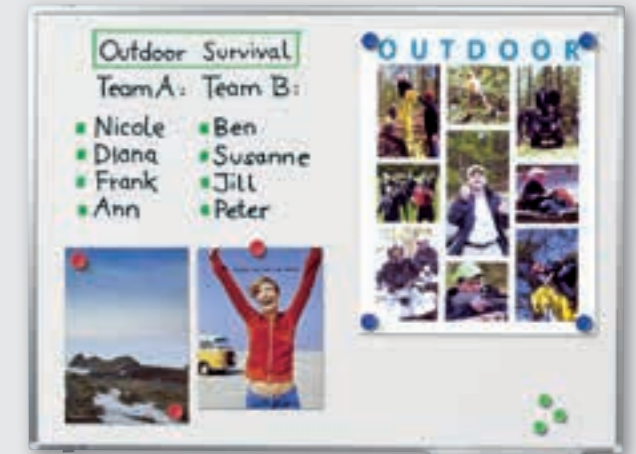 Outdoor Survival
Team A: Team B:
Nicole Ben
Diana Susanne
Frank Jill
Ann Peter
OUTDOOR